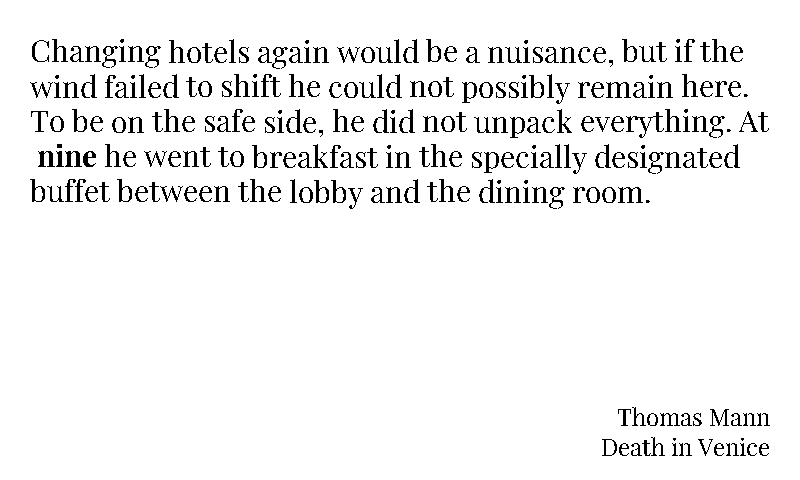 Changing hotels again would be a nuisance, but if the
wind failed to shift he could not possibly remain here.
To be on the safe side, he did not unpack everything. At
nine he went to breakfast in the specially designated
buffet between the lobby and the dining room.
Thomas Mann
Death in Venice